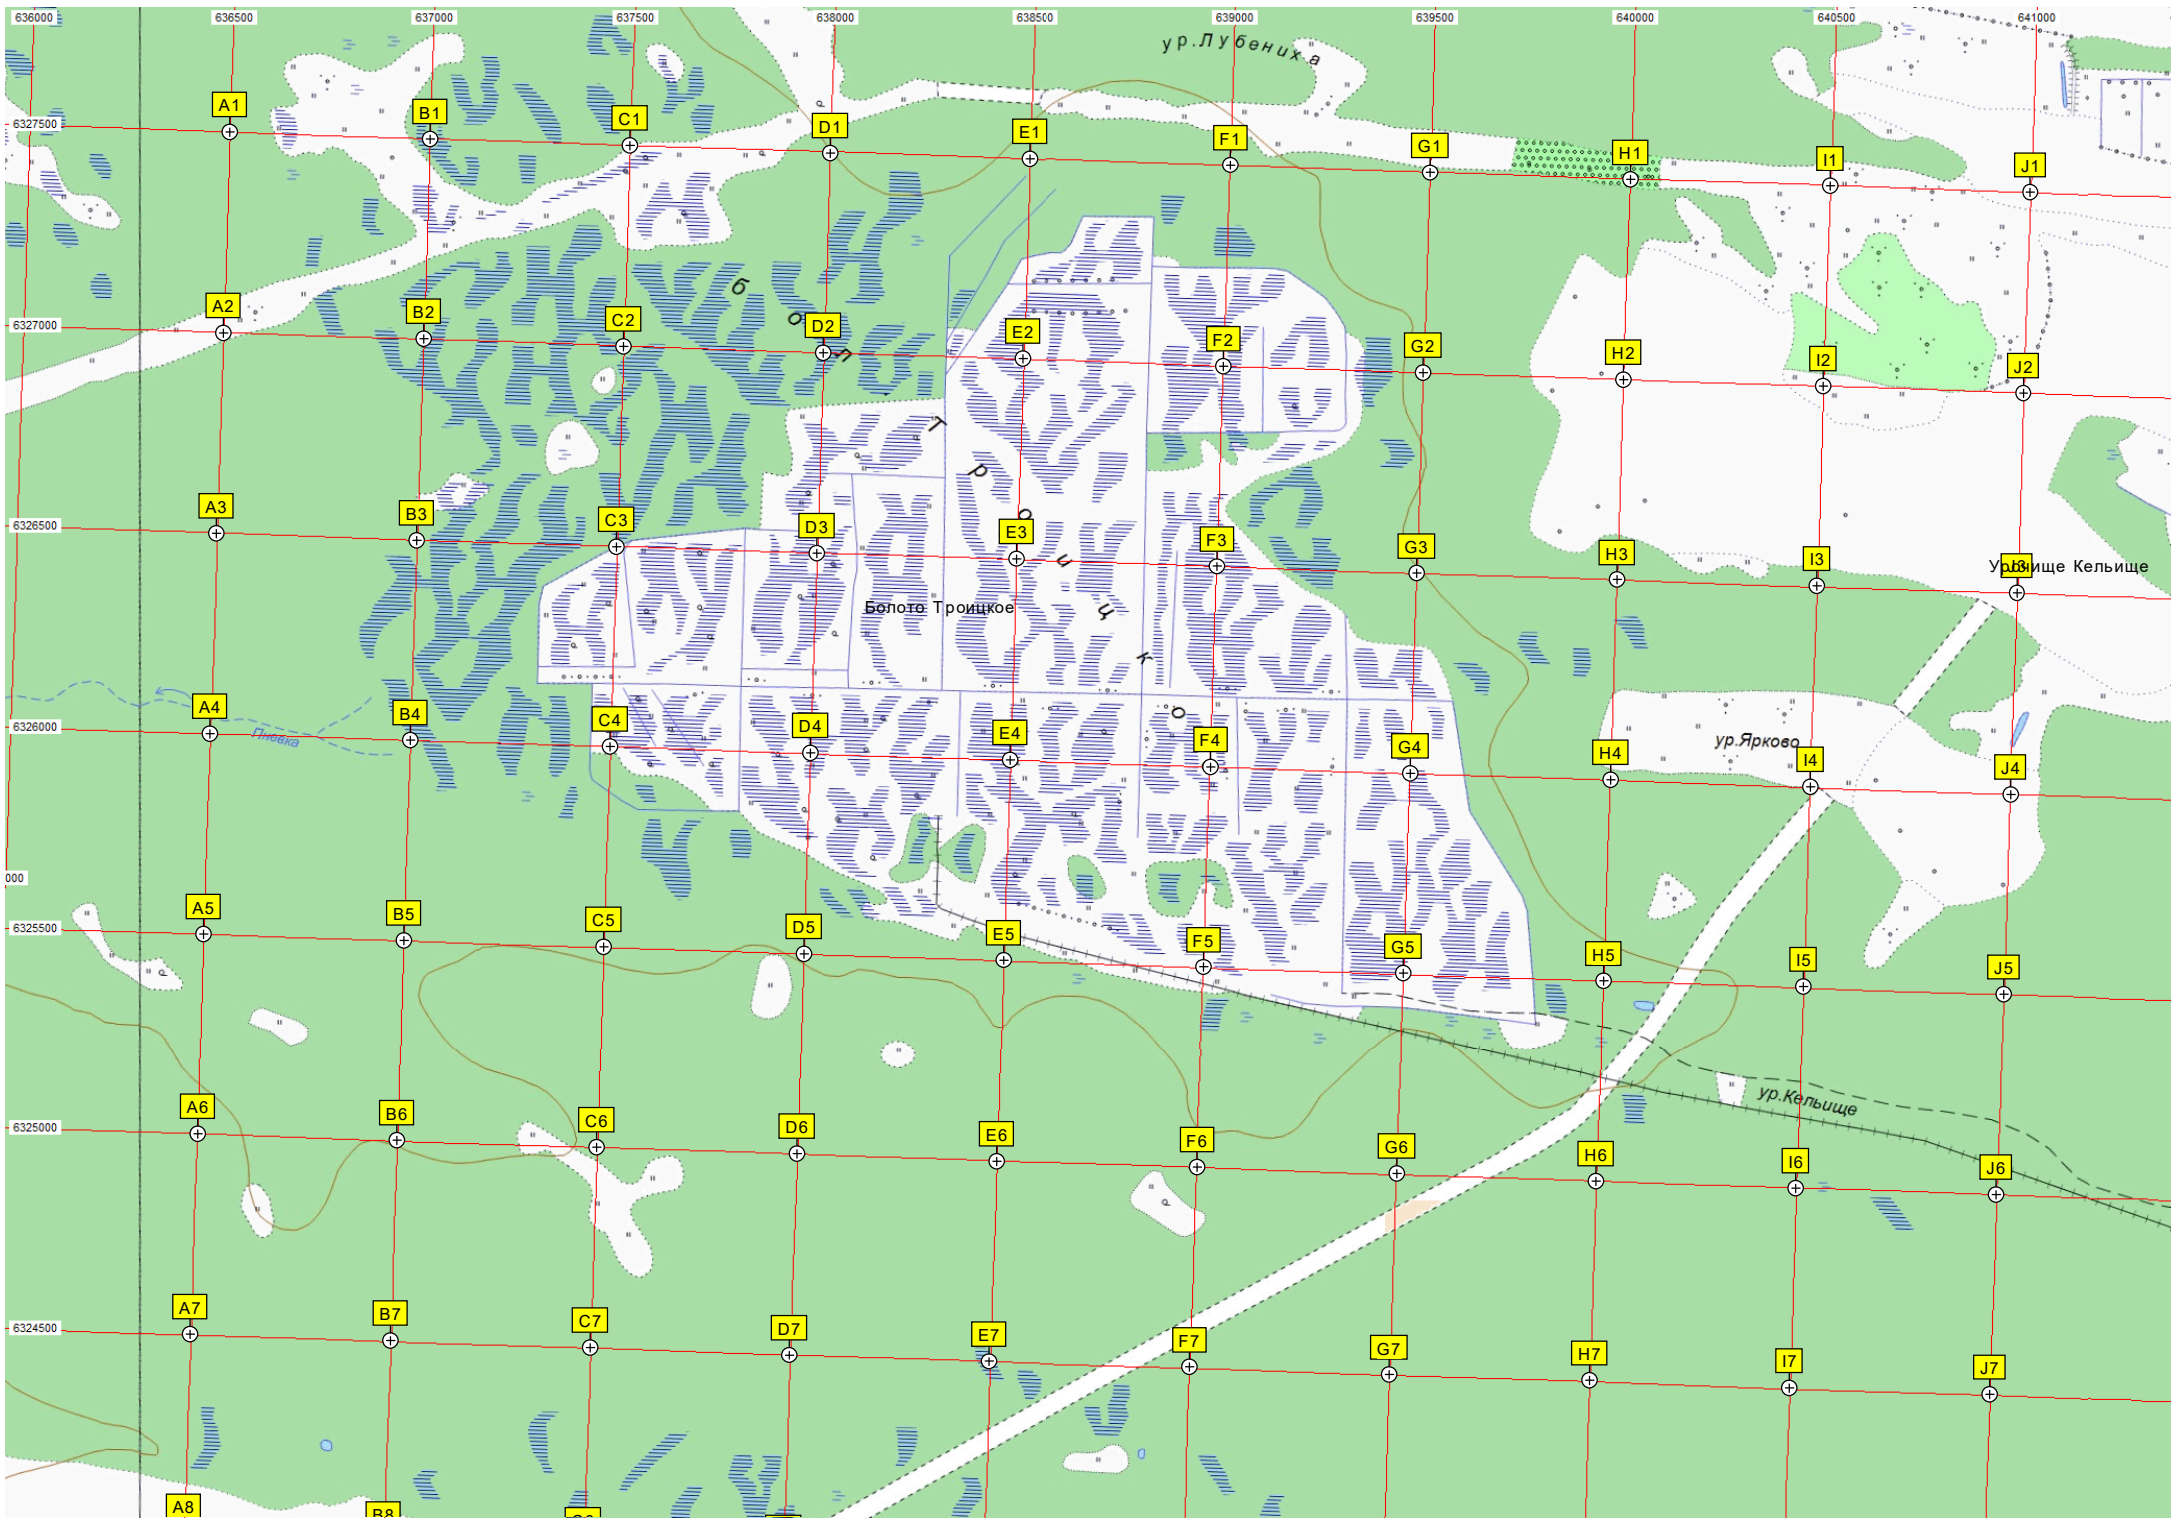 636000 636500 637000 637500 638000 638500 639000 639500 640000 640500 641000
ур.Лубениха
6327500
A1 B1 C1 D1 E1 F1 G1 H1 I1 J1
6327000
A2 B2 C2 D2 E2 F2 G2 H2 I2 J2
бол Троицкое
6326500
A3 B3 C3 D3 E3 F3 G3 H3 I3 J3
Урочище Кельище
Болото Троицкое
6326000
A4 B4 C4 D4 E4 F4 G4 H4 I4 J4
Пневка
ур.Ярково
000
6325500
A5 B5 C5 D5 E5 F5 G5 H5 I5 J5
ур.Кельище
6325000
A6 B6 C6 D6 E6 F6 G6 H6 I6 J6
6324500
A7 B7 C7 D7 E7 F7 G7 H7 I7 J7
A8 B8